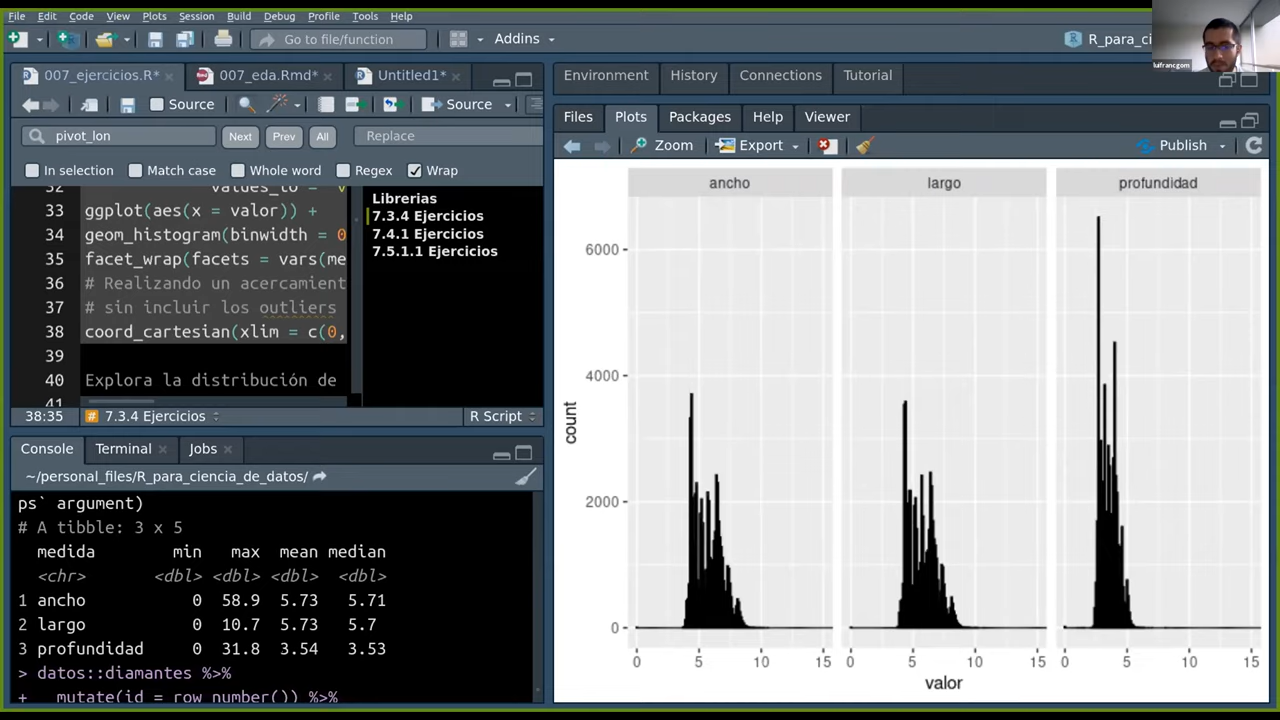 File Edit Code View Plots Session Build Debug Profile Tools Help
Go to file/function Addins R_para_ci
luifrancgom
007_ejercicios.R* 007_eda.Rmd* Untitled1*
Source Source
pivot_lon Next Prev All Replace
In selection Match case Whole word Regex Wrap
32 values_to = "v
33 ggplot(aes(x = valor)) +
34 geom_histogram(binwidth = 0
35 facet_wrap(facets = vars(me
36 # Realizando un acercamient
37 # sin incluir los outliers
38 coord_cartesian(xlim = c(0,
39
40 Explora la distribución de
41
Librerias
7.3.4 Ejercicios
7.4.1 Ejercicios
7.5.1.1 Ejercicios
38:35 # 7.3.4 Ejercicios R Script
Console Terminal Jobs
~/personal_files/R_para_ciencia_de_datos/
ps` argument)
# A tibble: 3 x 5
medida min max mean median
<chr> <dbl> <dbl> <dbl> <dbl>
1 ancho 0 58.9 5.73 5.71
2 largo 0 10.7 5.73 5.7
3 profundidad 0 31.8 3.54 3.53
> datos::diamantes %>%
+ mutate(id = row_number()) %>%
Environment History Connections Tutorial
Files Plots Packages Help Viewer
Zoom Export Publish
ancho largo profundidad
6000
4000
2000
0
count
0 5 10 15 0 5 10 15 0 5 10 15
valor